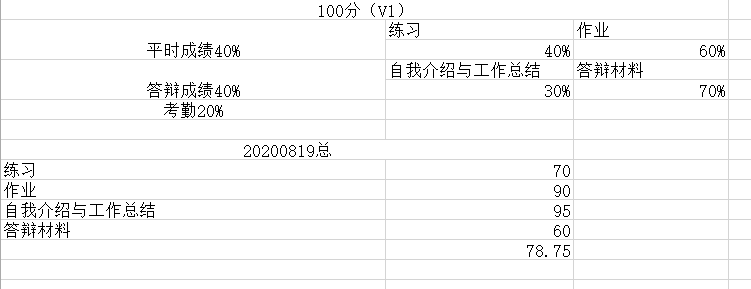 100分（V1）
练习 作业
平时成绩40% 40% 60%
自我介绍与工作总结 答辩材料
答辩成绩40% 30% 70%
考勤20%
20200819总
练习 70
作业 90
自我介绍与工作总结 95
答辩材料 60
78.75